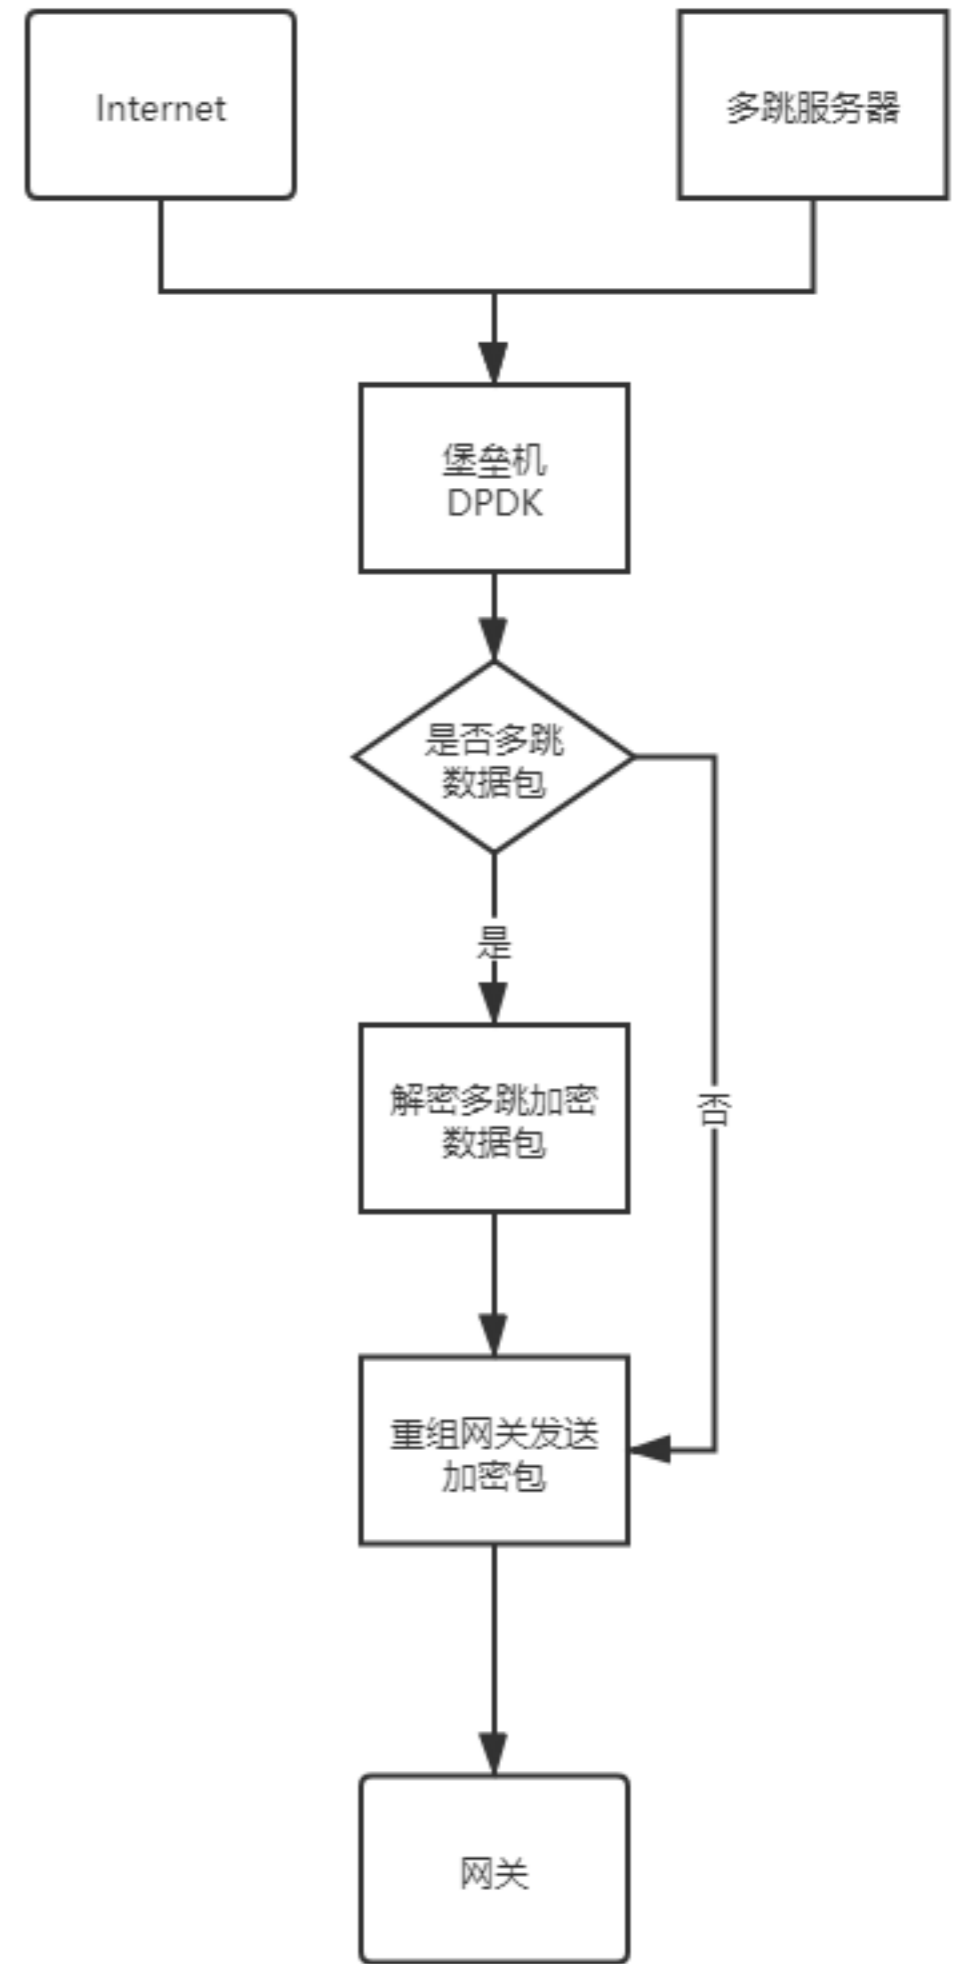 Internet
多跳服务器
堡垒机
DPDK
是否多跳
数据包
是
解密多跳加密
数据包
否
重组网关发送
加密包
网关